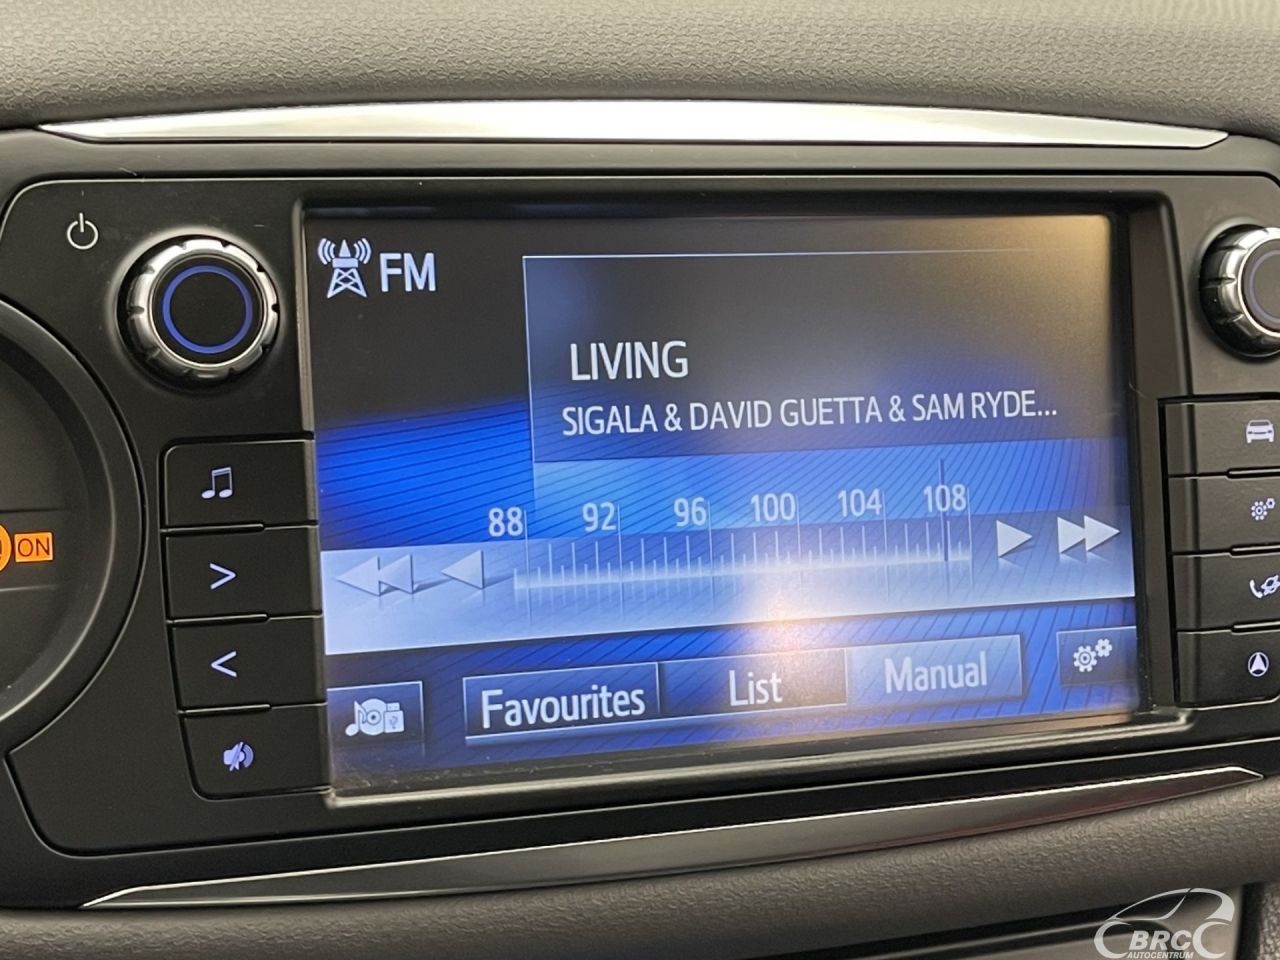 FM
LIVING
SIGALA & DAVID GUETTA & SAM RYDE...
88 92 96 100 104 108
ON
Favourites List Manual
BRC
AUTOCENTRUM